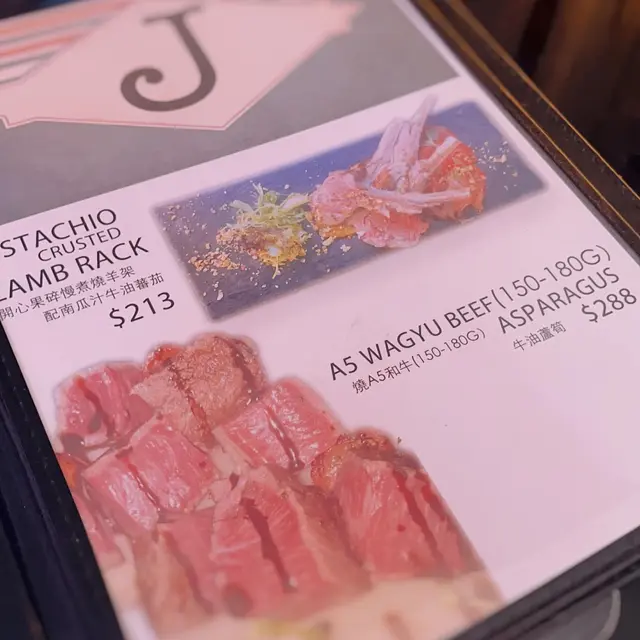 J
STACHIO
CRUSTED
LAMB RACK
開心果碎慢煮燒羊架
配南瓜汁牛油蕃茄
$213
A5 WAGYU BEEF(150-180G)
ASPARAGUS
燒A5和牛(150-180G)
牛油蘆筍
$288